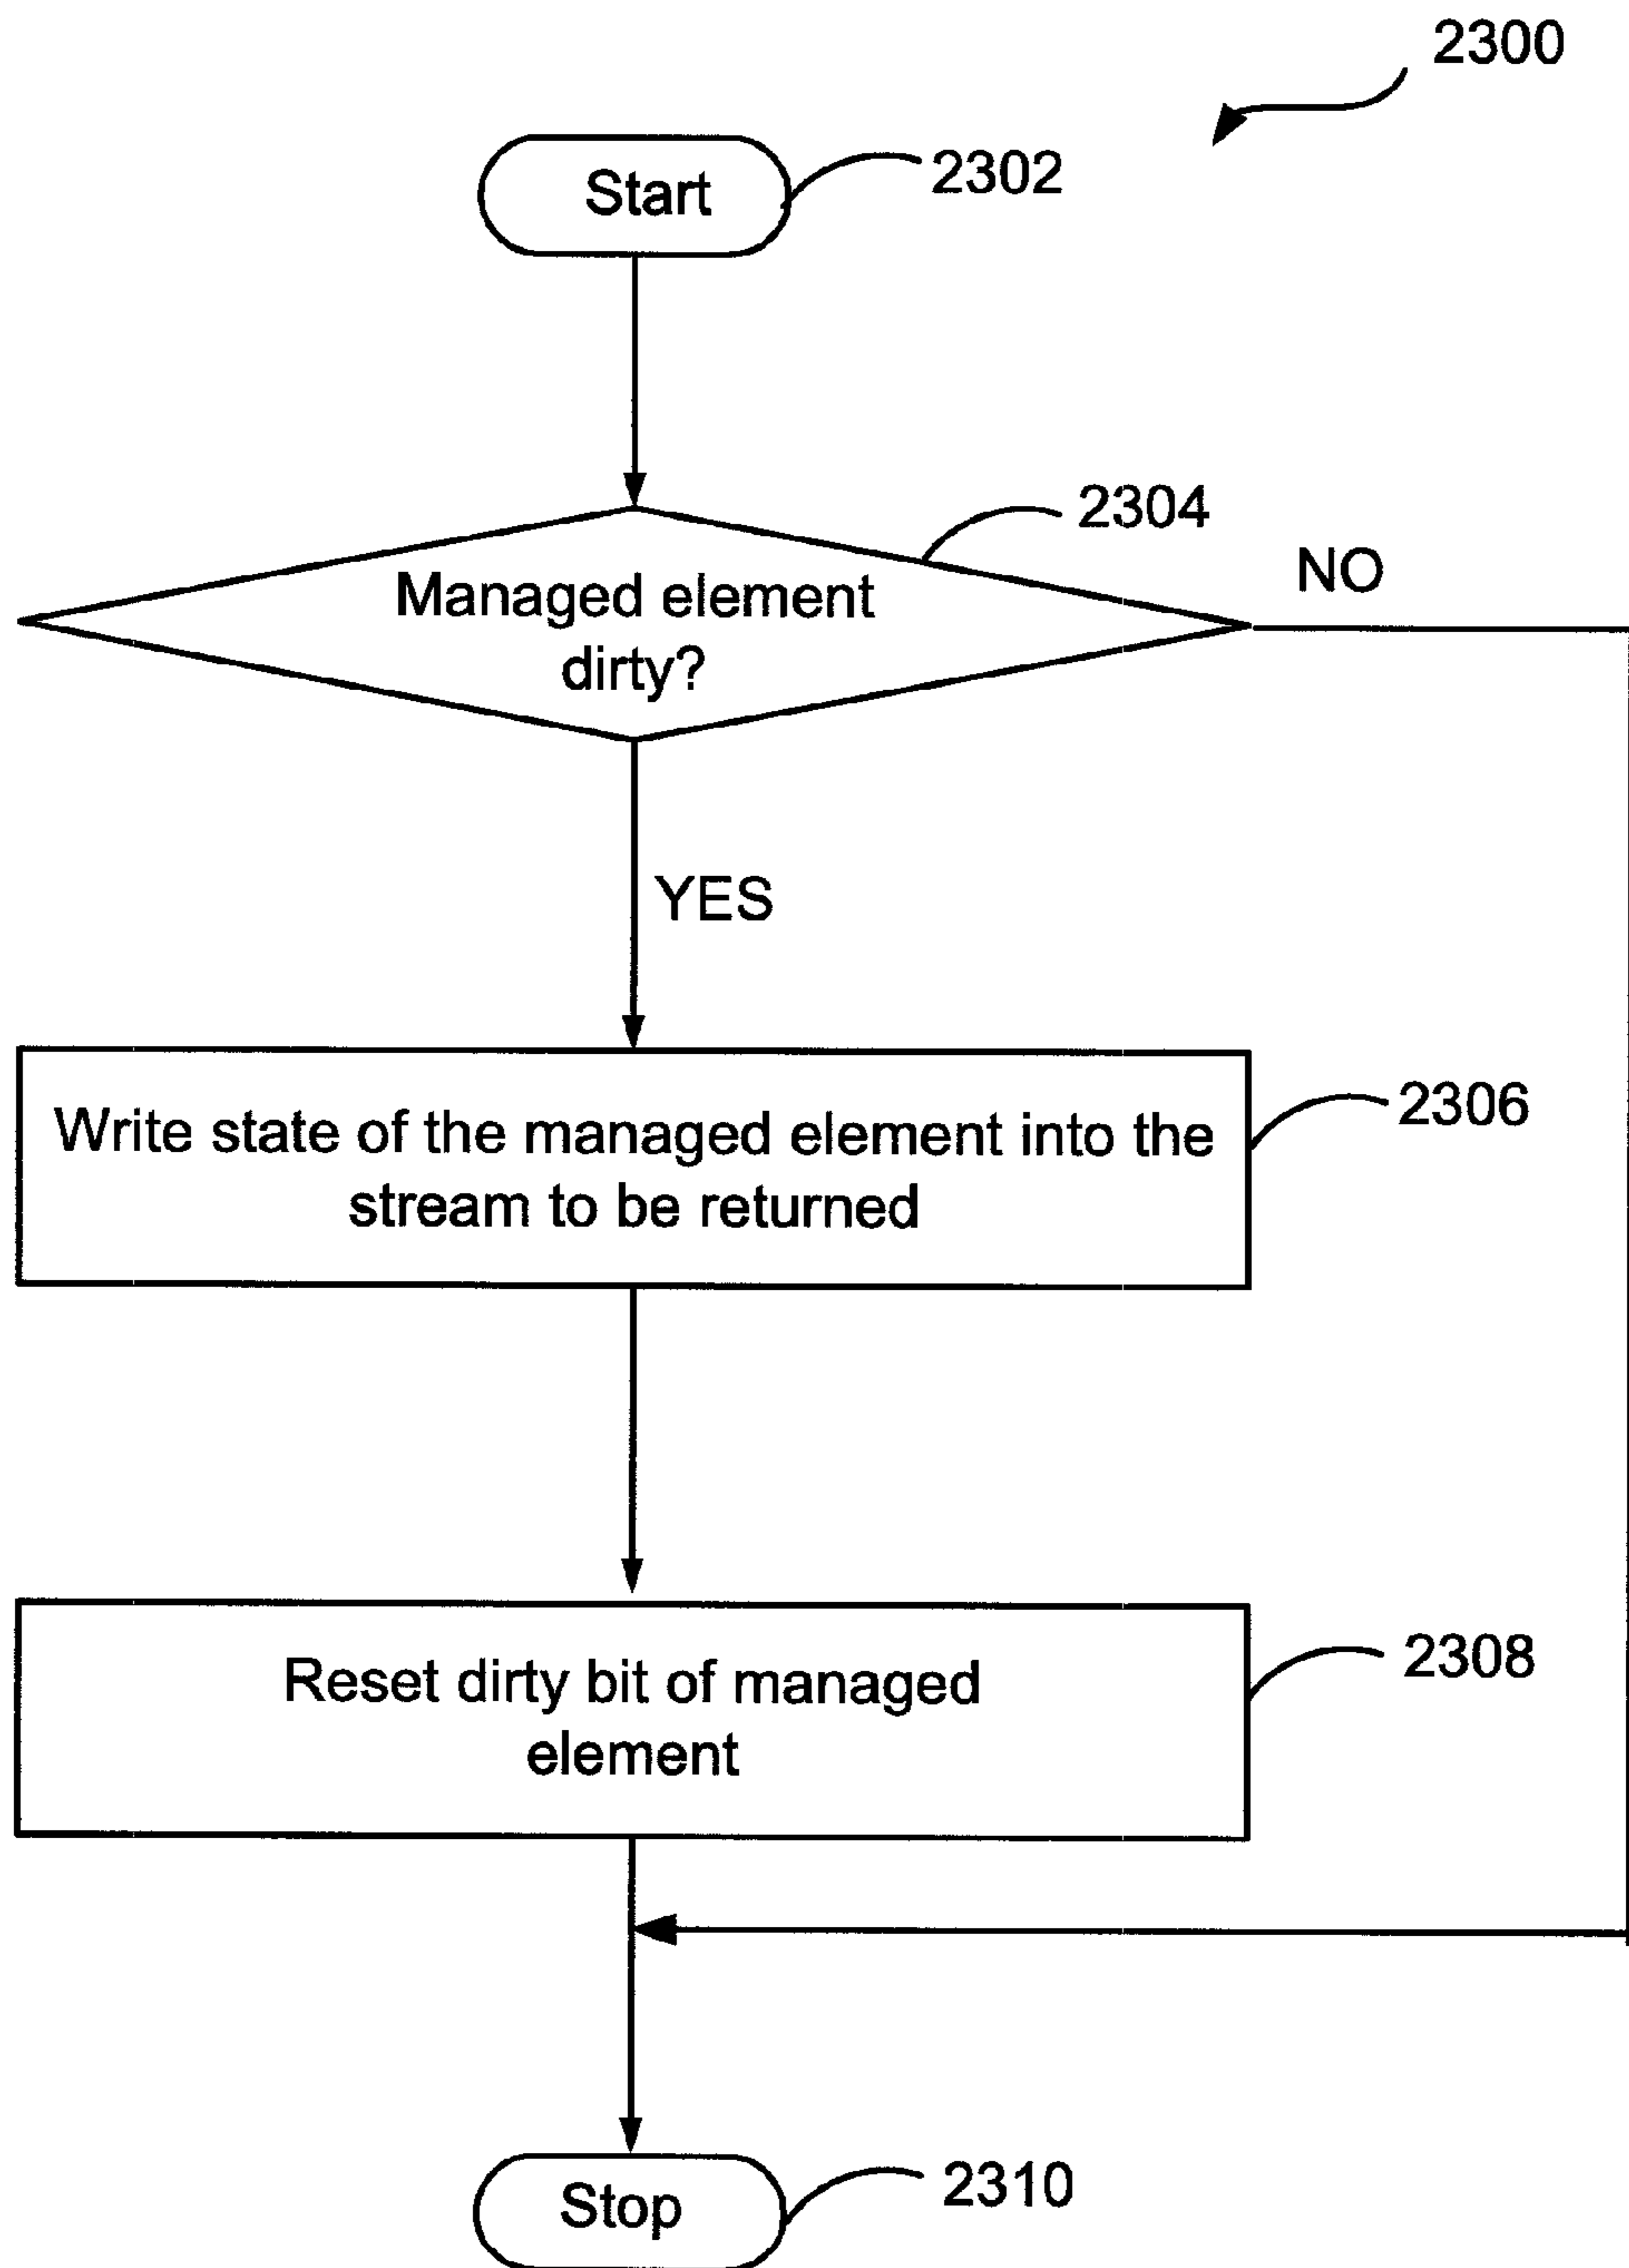 2300
Start
2302
2304
NO
Managed element
dirty?
YES
2306
Write state of the managed element into the
stream to be returned
2308
Reset dirty bit of managed
element
Stop
2310